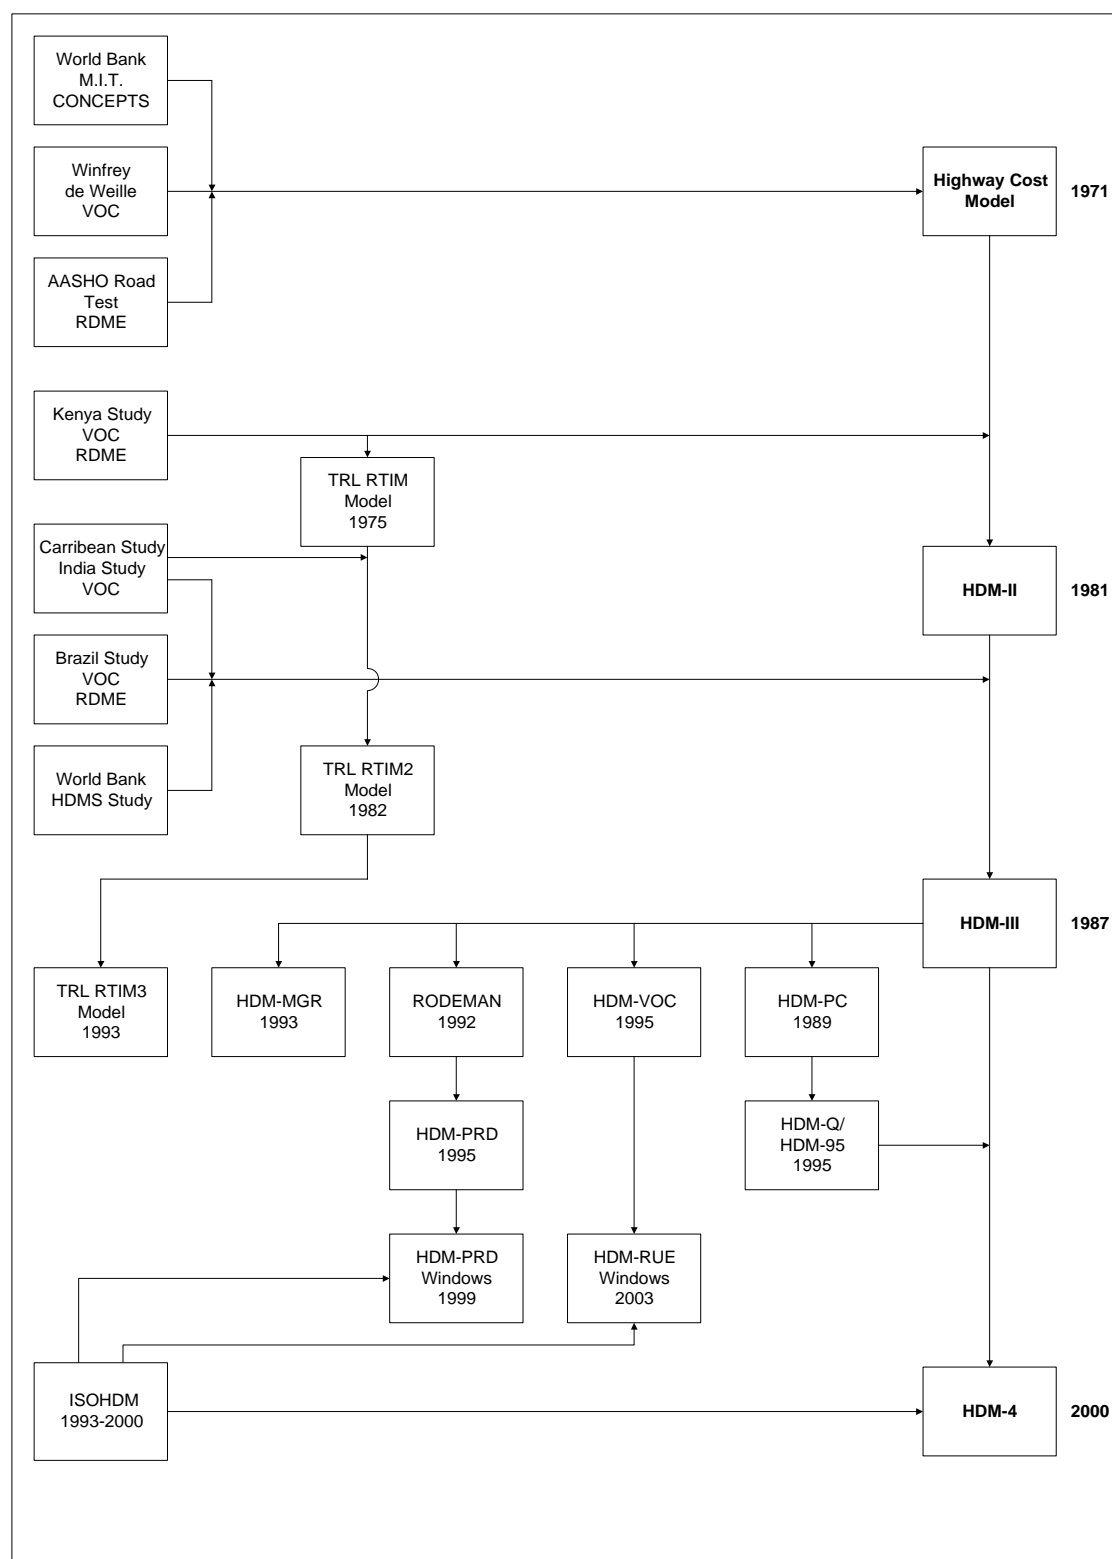 World Bank
M.I.T.
CONCEPTS
Winfrey
de Weille
VOC
Highway Cost
Model
1971
AASHO Road
Test
RDME
Kenya Study
VOC
RDME
TRL RTIM
Model
1975
Carribean Study
India Study
VOC
HDM-II
1981
Brazil Study
VOC
RDME
World Bank
HDMS Study
TRL RTIM2
Model
1982
HDM-III
1987
TRL RTIM3
Model
1993
HDM-MGR
1993
RODEMAN
1992
HDM-VOC
1995
HDM-PC
1989
HDM-PRD
1995
HDM-Q/
HDM-95
1995
HDM-PRD
Windows
1999
HDM-RUE
Windows
2003
ISOHDM
1993-2000
HDM-4
2000